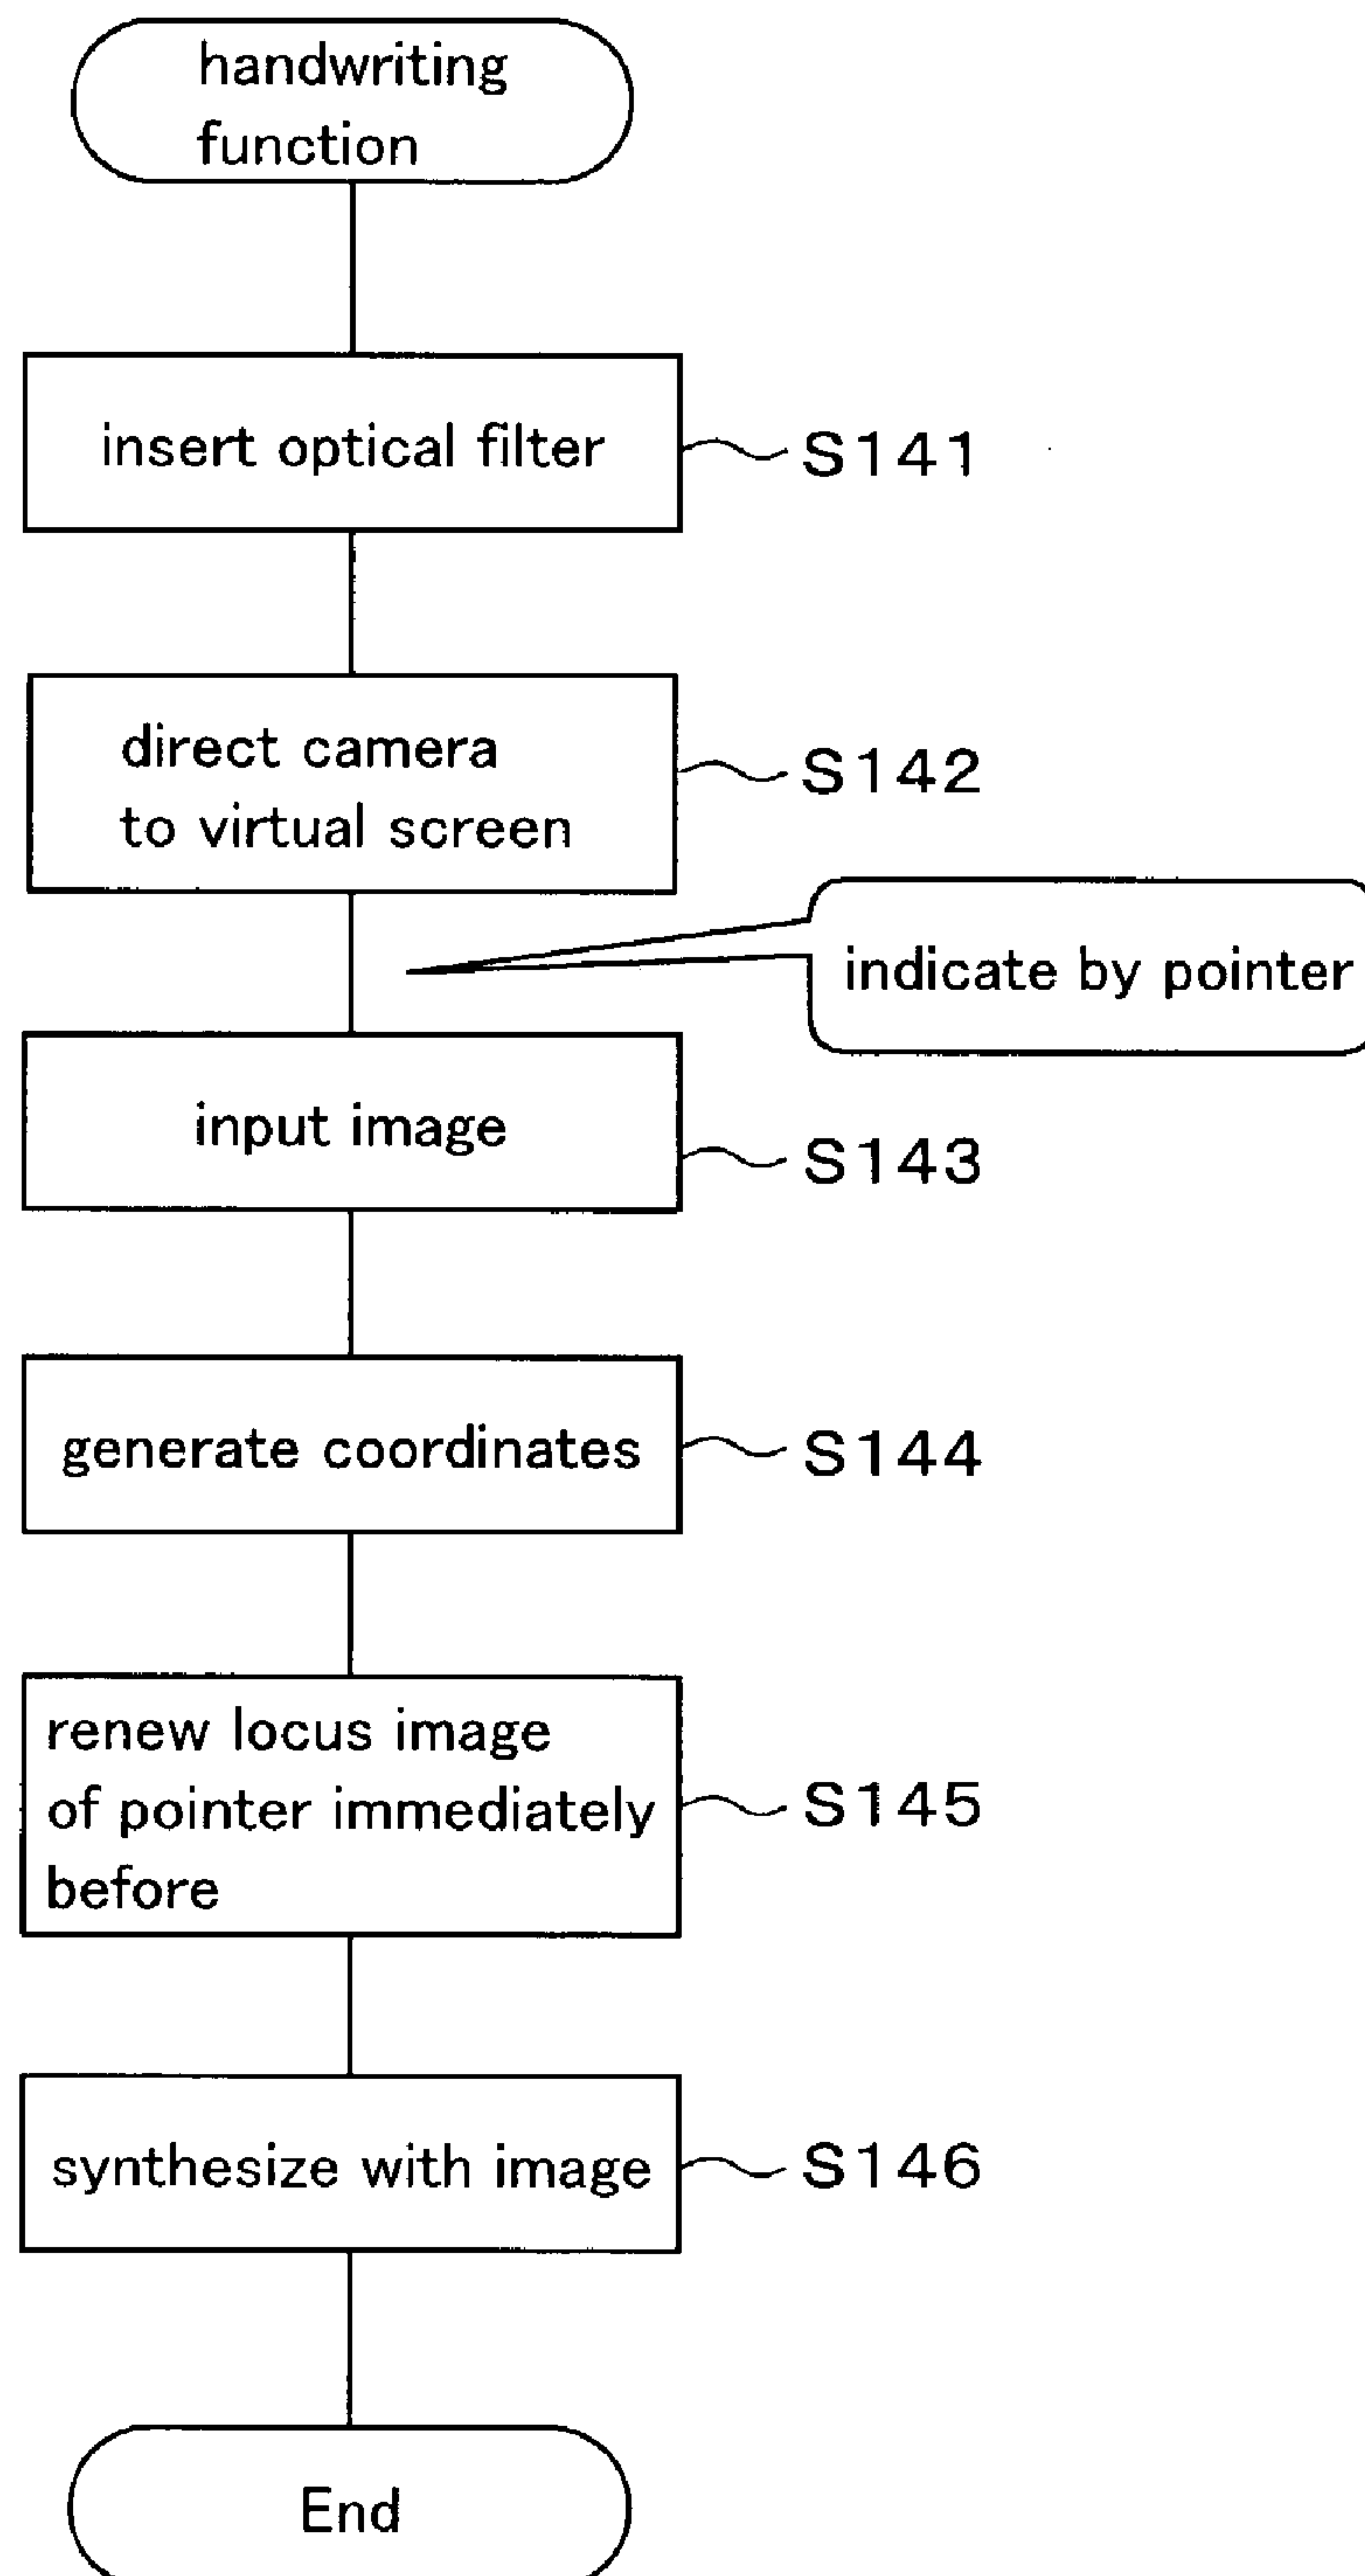 handwriting
function
insert optical filter
S141
direct camera
to virtual screen
S142
indicate by pointer
input image
S143
generate coordinates
S144
renew locus image
of pointer immediately
before
S145
synthesize with image
S146
End